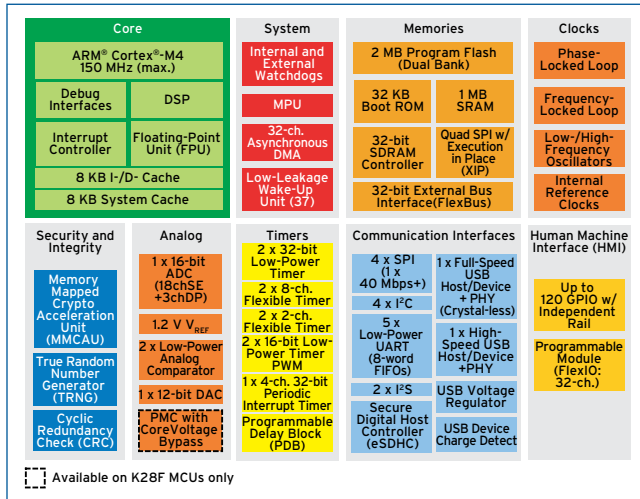 Core
ARM® Cortex®-M4
150 MHz (max.)
Debug
Interfaces
DSP
Interrupt
Controller
Floating-Point
Unit (FPU)
8 KB I-/D- Cache
8 KB System Cache
System
Internal and
External
Watchdogs
MPU
32-ch.
Asynchronous
DMA
Low-Leakage
Wake-Up
Unit (37)
Memories
2 MB Program Flash
(Dual Bank)
32 KB
Boot ROM
1 MB
SRAM
32-bit
SDRAM
Controller
Quad SPI w/
Execution
in Place
(XIP)
32-bit External Bus
Interface(FlexBus)
Clocks
Phase-
Locked Loop
Frequency-
Locked Loop
Low-/High-
Frequency
Oscillators
Internal
Reference
Clocks
Security and
Integrity
Memory
Mapped
Crypto
Acceleration
Unit
(MMCAU)
True Random
Number
Generator
(TRNG)
Cyclic
Redundancy
Check (CRC)
Analog
1 x 16-bit
ADC
(18chSE
+3chDP)
1.2 V VREF
2 x Low-Power
Analog
Comparator
1 x 12-bit DAC
PMC with
CoreVoltage
Bypass
Timers
2 x 32-bit
Low-Power
Timer
2 x 8-ch.
Flexible Timer
2 x 2-ch.
Flexible Timer
2 x 16-bit Low-
Power Timer
PWM
1 x 4-ch. 32-bit
Periodic
Interrupt Timer
Programmable
Delay Block
(PDB)
Communication Interfaces
4 x SPI (1 x
40 Mbps+)
4 x I²C
5 x
Low-Power
UART
(8-word
FIFOs)
2 x I²S
Secure
Digital Host
Controller
(eSDHC)
1 x Full-Speed
USB
Host/Device
+ PHY
(Crystal-less)
1 x High-
Speed USB
Host/Device
+PHY
USB Voltage
Regulator
USB Device
Charge Detect
Human Machine
Interface (HMI)
Up to
120 GPIO w/
Independent
Rail
Programmable
Module
(FlexIO:
32-ch.)
Available on K28F MCUs only